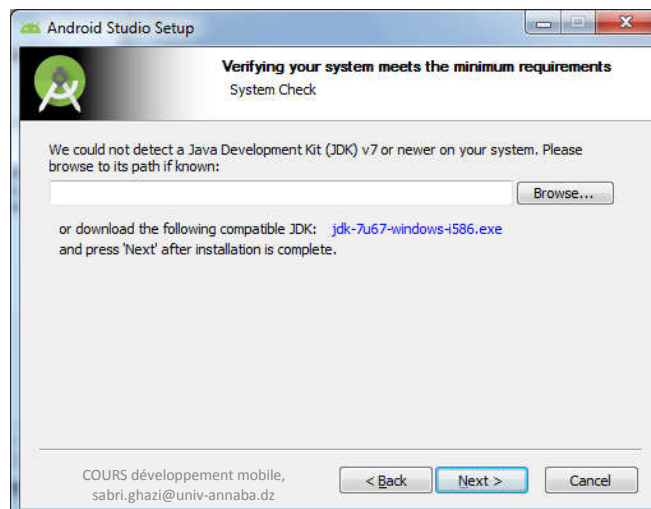 Android Studio Setup
Verifying your system meets the minimum requirements
System Check
We could not detect a Java Development Kit (JDK) v7 or newer on your system. Please
browse to its path if known:
Browse...
or download the following compatible JDK: jdk-7u67-windows-i586.exe
and press 'Next' after installation is complete.
COURS développement mobile,
sabri.ghazi@univ-annaba.dz
< Back Next > Cancel